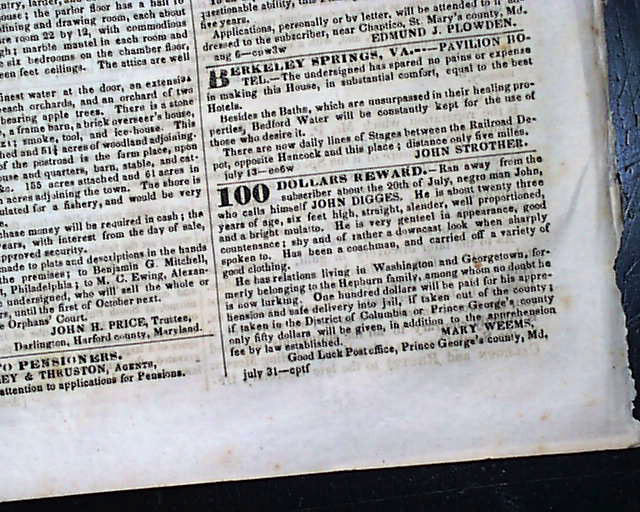 ; the parlor floor has a hall to
ining and drawing room, each about
re room 22 by 12, with commodious
gh; marble mantel in each room and
e six bedrooms on the chamber floor,
een feet ceilings. The attics are well
inest water at the door, an extensive
each orchards, and an orchard of two
bearing apple trees. There is a stone
, a frame barn, a brick overseer's house,
smoke, tool, and ice-house. This
hed and 51½ acres of woodland adjoining.
of the postroad is the farm place, upon
ouse and quarters, barn, stable, and
155 acres attached and 61 acres in
n acres adjoining the town. The shore is
ulated for a fishery, and would be very
hase money will be required in cash; the
ears, with interest from the day of sale,
pproved security.
made to plats and descriptions in the hands
the premises; to Benjamin G. Mitchell,
, Philadelphia; to M. C. Ewing, Alexan-
undersigned, who will sell the whole or
rs, until the first of October next.
e Orphans' Court.
JOHN H. PRICE, Trustee,
Darlington, Harford county, Maryland.
TO PENSIONERS.
EY & THRUSTON, AGENTS,
attention to applications for Pensions.
ee years.
Applications, personally or by letter, will be attended to if
dressed to the subscriber, near Chaptico, St. Mary's county, Md.
aug 6—cp w3w EDMUND J. PLOWDEN.
BERKELEY SPRINGS, VA.—PAVILION HO-
TEL.—The undersigned has spared no pains or expense
in making this House, in substantial comfort, equal to the best
Hotels.
Besides the Baths, which are unsurpassed in their healing pro-
perties, Bedford Water will be constantly kept for the use of
those who desire it.
There are now daily lines of Stages between the Railroad De-
pot, opposite Hancock and this place; distance only five miles.
july 13—eo6w JOHN STROTHER.
100 DOLLARS REWARD.—Ran away from the
subscriber about the 20th of July, negro man John,
who calls himself JOHN DIGGES. He is about twenty three
years of age, six feet high, straight, slender, well proportioned,
and a bright mulatto. He is very genteel in appearance, good
countenance; shy and of rather a downcast look when sharply
spoken to. Has been a coachman, and carried off a variety of
good clothing.
He has relations living in Washington and Georgetown, for-
merly belonging to the Hepburn family, among whom no doubt he
is now lurking. One hundred dollars will be paid for his appre-
hension and safe delivery into jail, if taken out of the county;
if taken in the District of Columbia or Prince George's county
only fifty dollars will be given, in addition to the apprehension
fee by law established. MARY WEEMS,
Good Luck Postoffice, Prince George's county, Md.
july 31—cptf